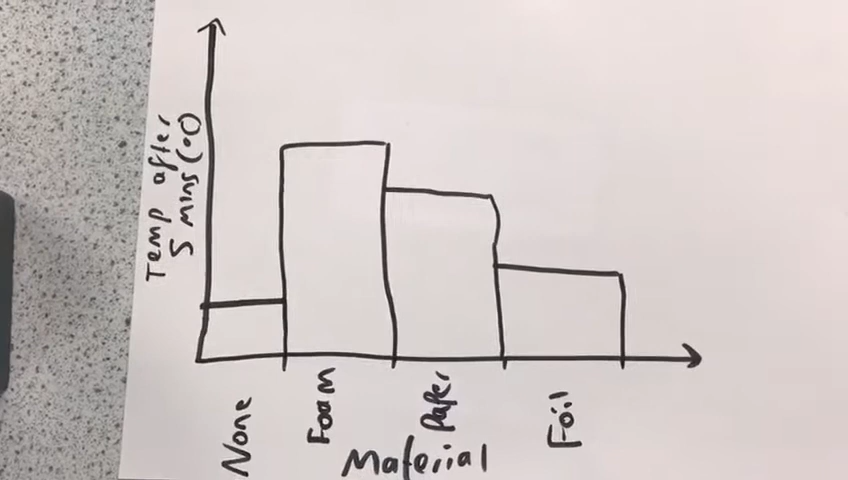 Temp after
5 mins (°C)
None
Foam
Paper
Foil
Material